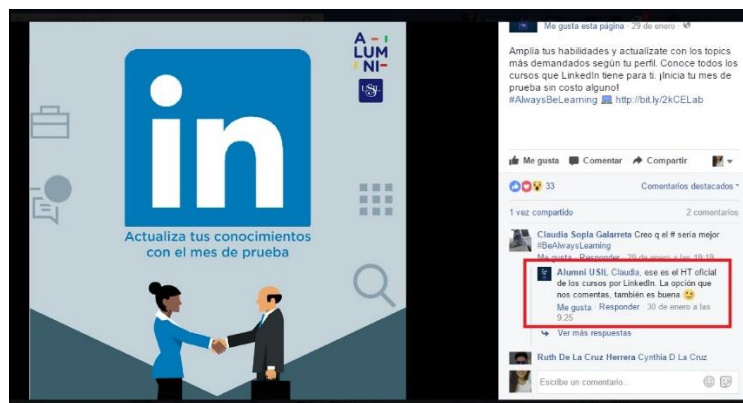 A
LUM
NI
USIL
in
Actualiza tus conocimientos
con el mes de prueba
Me gusta esta página · 29 de enero ·
Amplía tus habilidades y actualízate con los topics
más demandados según tu perfil. Conoce todos los
cursos que LinkedIn tiene para ti. ¡Inicia tu mes de
prueba sin costo alguno!
#AlwaysBeLearning 💻 http://bit.ly/2kCELab
Me gusta Comentar Compartir
33 Comentarios destacados
1 vez compartido 2 comentarios
Claudia Sopla Galarreta Creo q el # seria mejor
#BeAlwaysLearning
Me gusta · Responder · 29 de enero a las 19:19
Alumni USIL Claudia, ese es el HT oficial
de los cursos por LinkedIn. La opción que
nos comentas, también es buena 😉
Me gusta · Responder · 30 de enero a las
9:25
Ver más respuestas
Ruth De La Cruz Herrera Cynthia D La Cruz
Escribe un comentario...